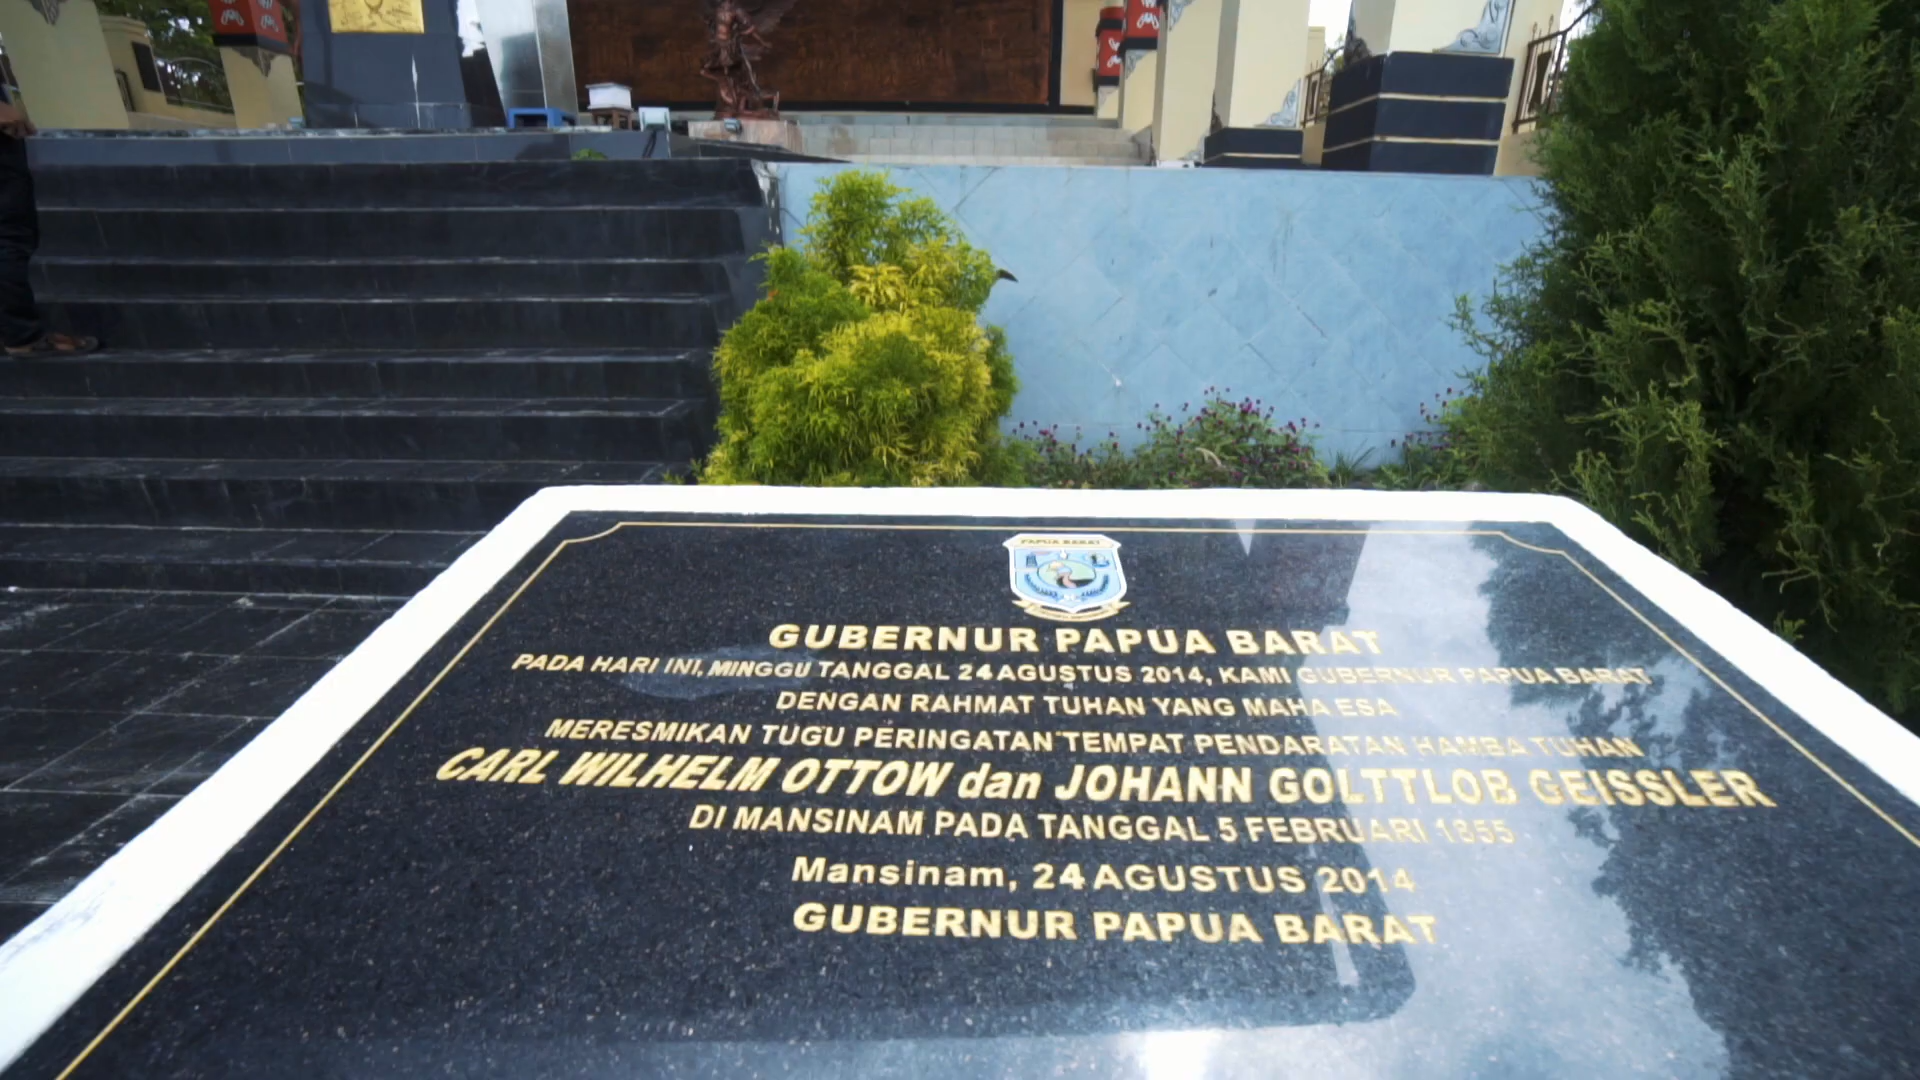 PAPUA BARAT
GUBERNUR PAPUA BARAT
PADA HARI INI, MINGGU TANGGAL 24 AGUSTUS 2014, KAMI GUBERNUR PAPUA BARAT
DENGAN RAHMAT TUHAN YANG MAHA ESA
MERESMIKAN TUGU PERINGATAN TEMPAT PENDARATAN HAMBA TUHAN
CARL WILHELM OTTOW dan JOHANN GOLTTLOB GEISSLER
DI MANSINAM PADA TANGGAL 5 FEBRUARI 1855
Mansinam, 24 AGUSTUS 2014
GUBERNUR PAPUA BARAT